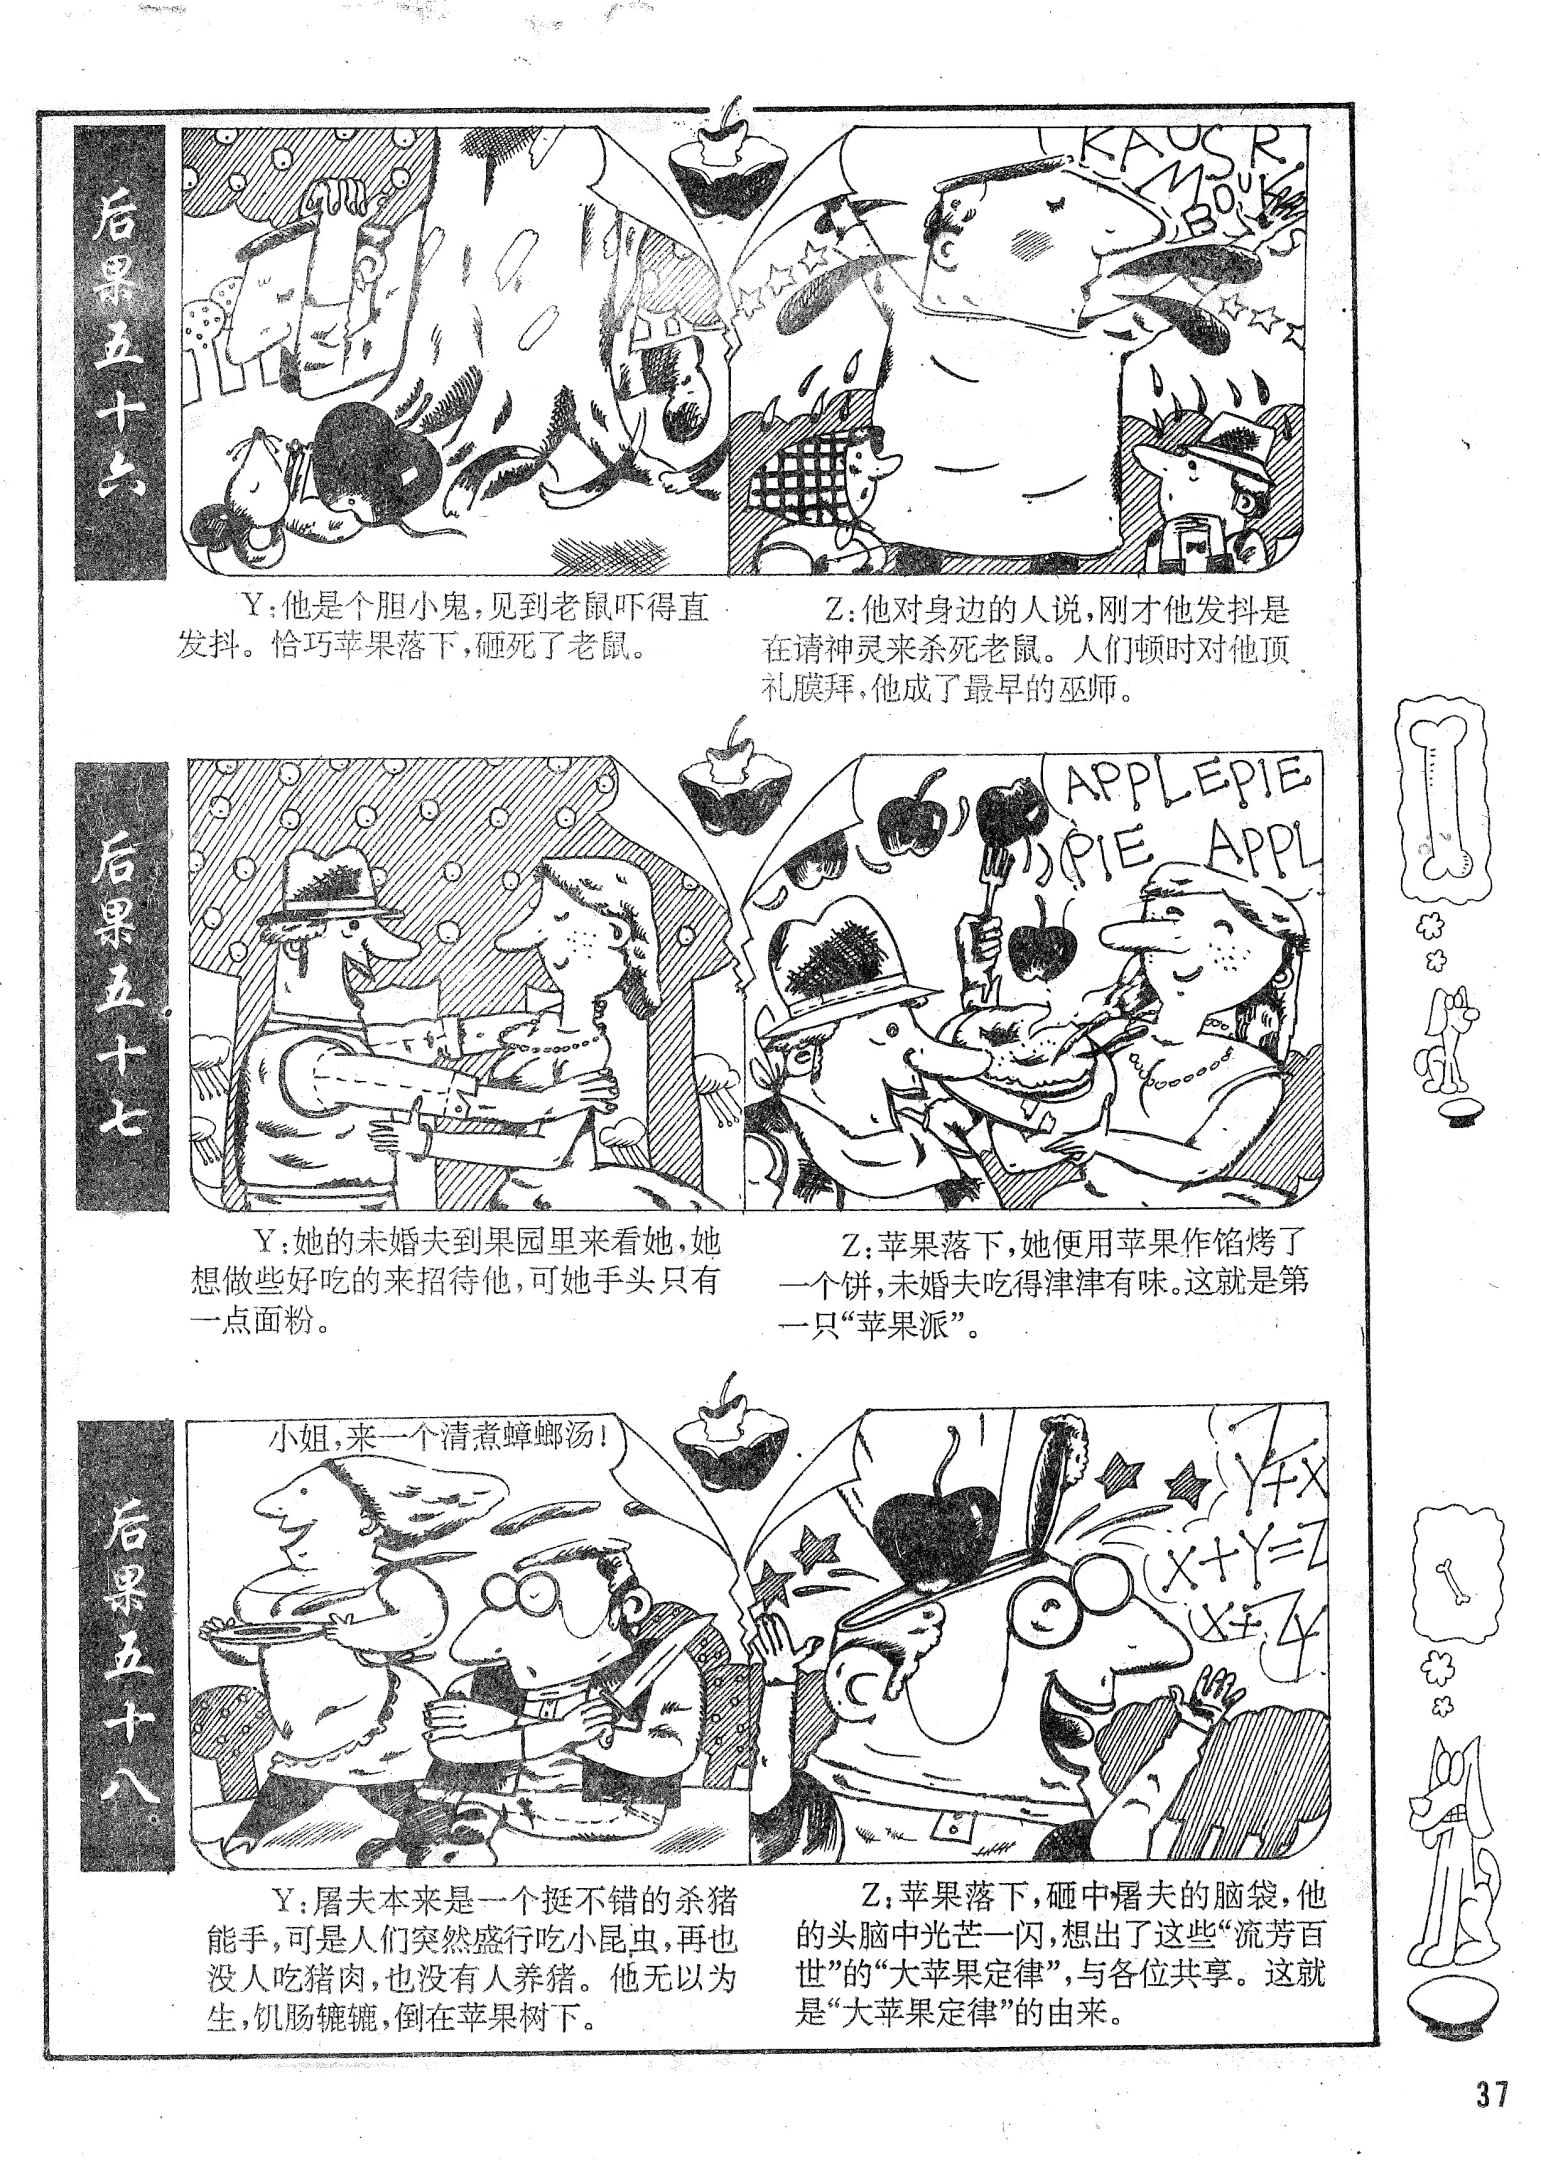 后果五十六
KAUSR
MOUK
BUS
Y:他是个胆小鬼,见到老鼠吓得直
发抖。恰巧苹果落下,砸死了老鼠。
Z:他对身边的人说,刚才他发抖是
在请神灵来杀死老鼠。人们顿时对他顶
礼膜拜,他成了最早的巫师。
后果五十七
APPLEPIE
PIE APPL
Y:她的未婚夫到果园里来看她,她
想做些好吃的来招待他,可她手头只有
一点面粉。
Z:苹果落下,她便用苹果作馅烤了
一个饼,未婚夫吃得津津有味。这就是第
一只“苹果派”。
后果五十八
小姐,来一个清煮蟑螂汤!
Y+X
X+Y=Z
Y:屠夫本来是一个挺不错的杀猪
能手,可是人们突然盛行吃小昆虫,再也
没人吃猪肉,也没有人养猪。他无以为
生,饥肠辘辘,倒在苹果树下。
Z:苹果落下,砸中屠夫的脑袋,他
的头脑中光芒一闪,想出了这些“流芳百
世”的“大苹果定律”,与各位共享。这就
是“大苹果定律”的由来。
37